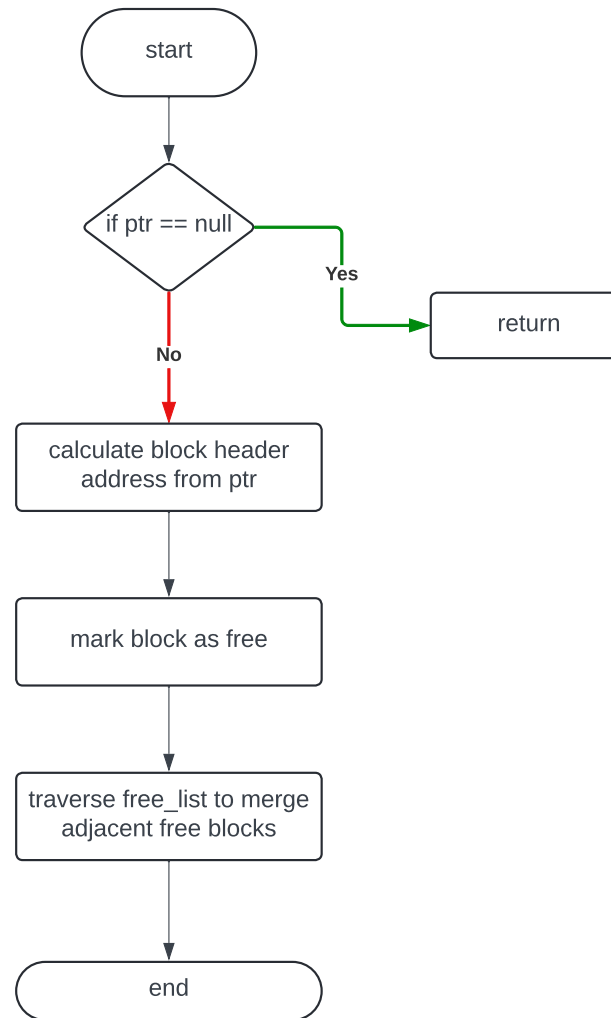 start
if ptr == null
Yes
return
No
calculate block header
address from ptr
mark block as free
traverse free_list to merge
adjacent free blocks
end